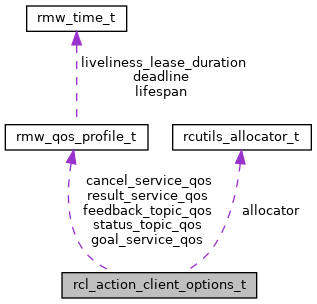 rmw_time_t
liveliness_lease_duration
deadline
lifespan
rmw_qos_profile_t
rcutils_allocator_t
cancel_service_qos
result_service_qos
feedback_topic_qos
status_topic_qos
goal_service_qos
allocator
rcl_action_client_options_t